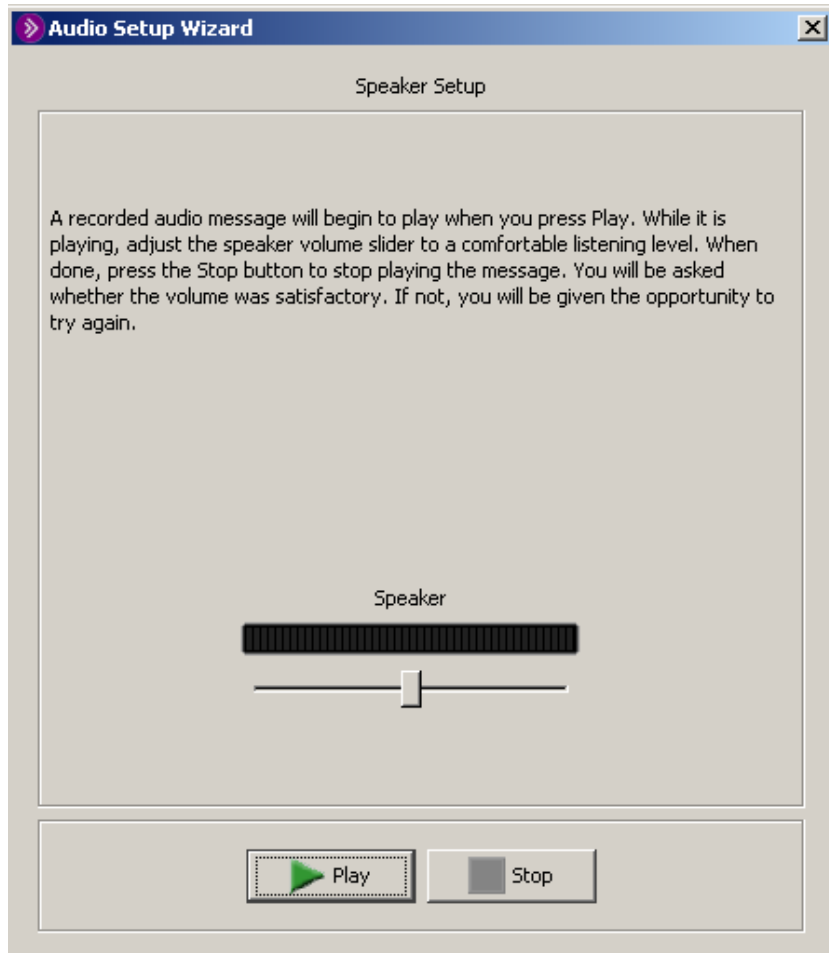 Audio Setup Wizard
Speaker Setup
A recorded audio message will begin to play when you press Play. While it is
playing, adjust the speaker volume slider to a comfortable listening level. When
done, press the Stop button to stop playing the message. You will be asked
whether the volume was satisfactory. If not, you will be given the opportunity to
try again.
Speaker
Play
Stop